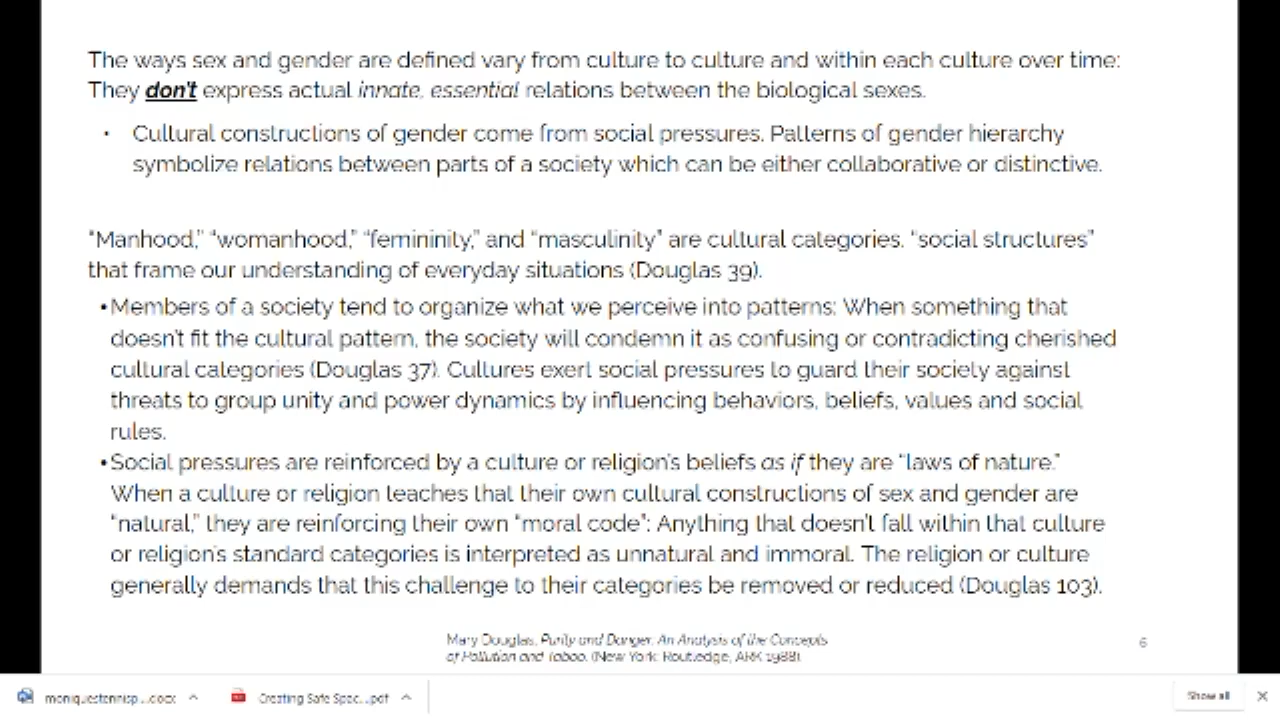 The ways sex and gender are defined vary from culture to culture and within each culture over time:
They don't express actual innate, essential relations between the biological sexes.
• Cultural constructions of gender come from social pressures. Patterns of gender hierarchy
symbolize relations between parts of a society which can be either collaborative or distinctive.
“Manhood,” “womanhood,” “femininity,” and “masculinity” are cultural categories, “social structures”
that frame our understanding of everyday situations (Douglas 39).
•Members of a society tend to organize what we perceive into patterns: When something that
doesn't fit the cultural pattern, the society will condemn it as confusing or contradicting cherished
cultural categories (Douglas 37). Cultures exert social pressures to guard their society against
threats to group unity and power dynamics by influencing behaviors, beliefs, values and social
rules.
•Social pressures are reinforced by a culture or religion's beliefs as if they are “laws of nature.”
When a culture or religion teaches that their own cultural constructions of sex and gender are
“natural,” they are reinforcing their own “moral code”: Anything that doesn't fall within that culture
or religion's standard categories is interpreted as unnatural and immoral. The religion or culture
generally demands that this challenge to their categories be removed or reduced (Douglas 103).
Mary Douglas, Purity and Danger: An Analysis of the Concepts
of Pollution and Taboo. (New York: Routledge, ARK 1988).
6
moniquestennisp....docx
Creating Safe Spac....pdf
Show all